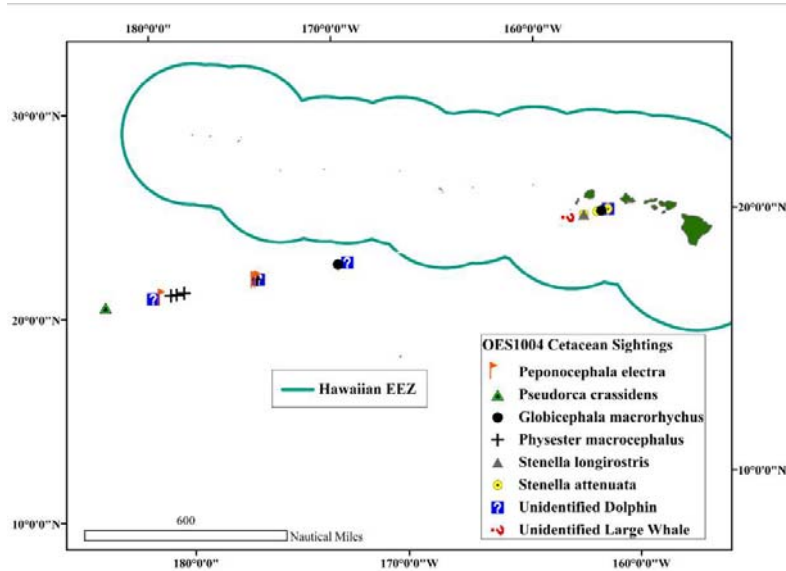 180°0'0" 170°0'0"W 160°0'0"W
30°0'0"N
20°0'0"N
20°0'0"N
OES1004 Cetacean Sightings
Peponocephala electra
Pseudorca crassidens
Hawaiian EEZ
Globicephala macrorhychus
Physester macrocephalus
Stenella longirostris
10°0'0"N
Stenella attenuata
? Unidentified Dolphin
? Unidentified Large Whale
600
Nautical Miles
10°0'0"N
180°0'0" 170°0'0"W 160°0'0"W